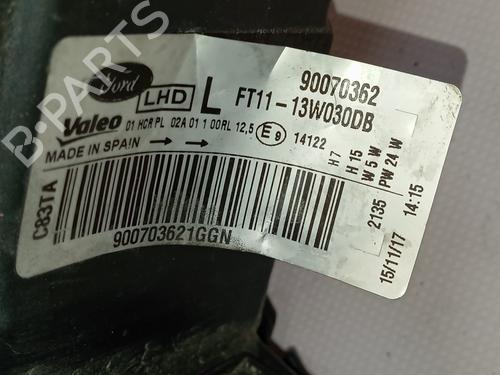 B-PARTS
Ford
LHD L
90070362
FT11-13W030DB
Valeo
01 HCR PL 02A 01 1 00RL 12,5 E9 14122
MADE IN SPAIN
H7
H 15
W 5 W
PW 24 W
2135
14:15
15/11/17
C83TA
900703621GGN